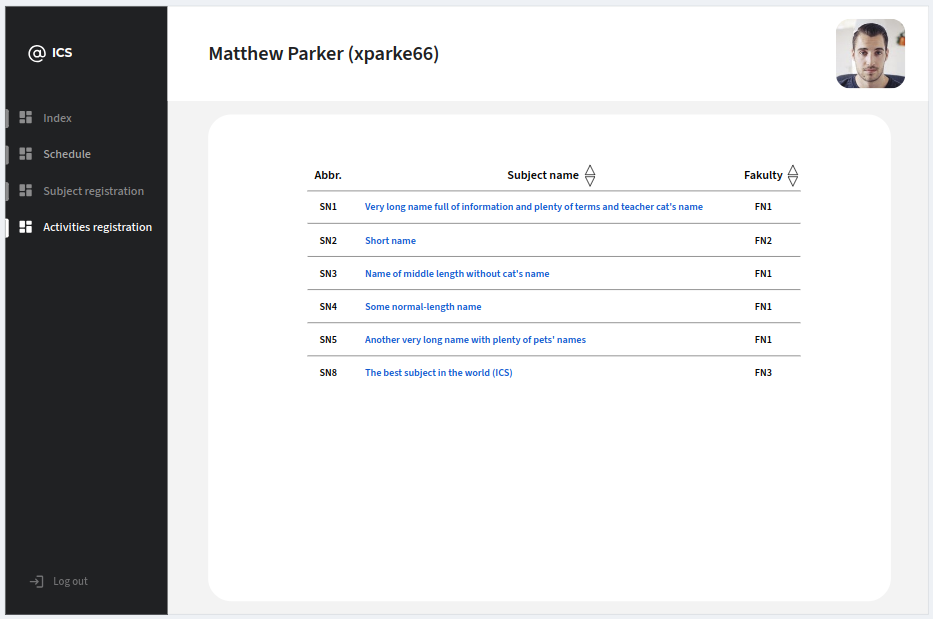 @ ICS
Matthew Parker (xparke66)
Index
Schedule
Subject registration
Activities registration
Abbr. Subject name Fakulty
SN1 Very long name full of information and plenty of terms and teacher cat's name FN1
SN2 Short name FN2
SN3 Name of middle length without cat's name FN1
SN4 Some normal-length name FN1
SN5 Another very long name with plenty of pets' names FN1
SN8 The best subject in the world (ICS) FN3
Log out